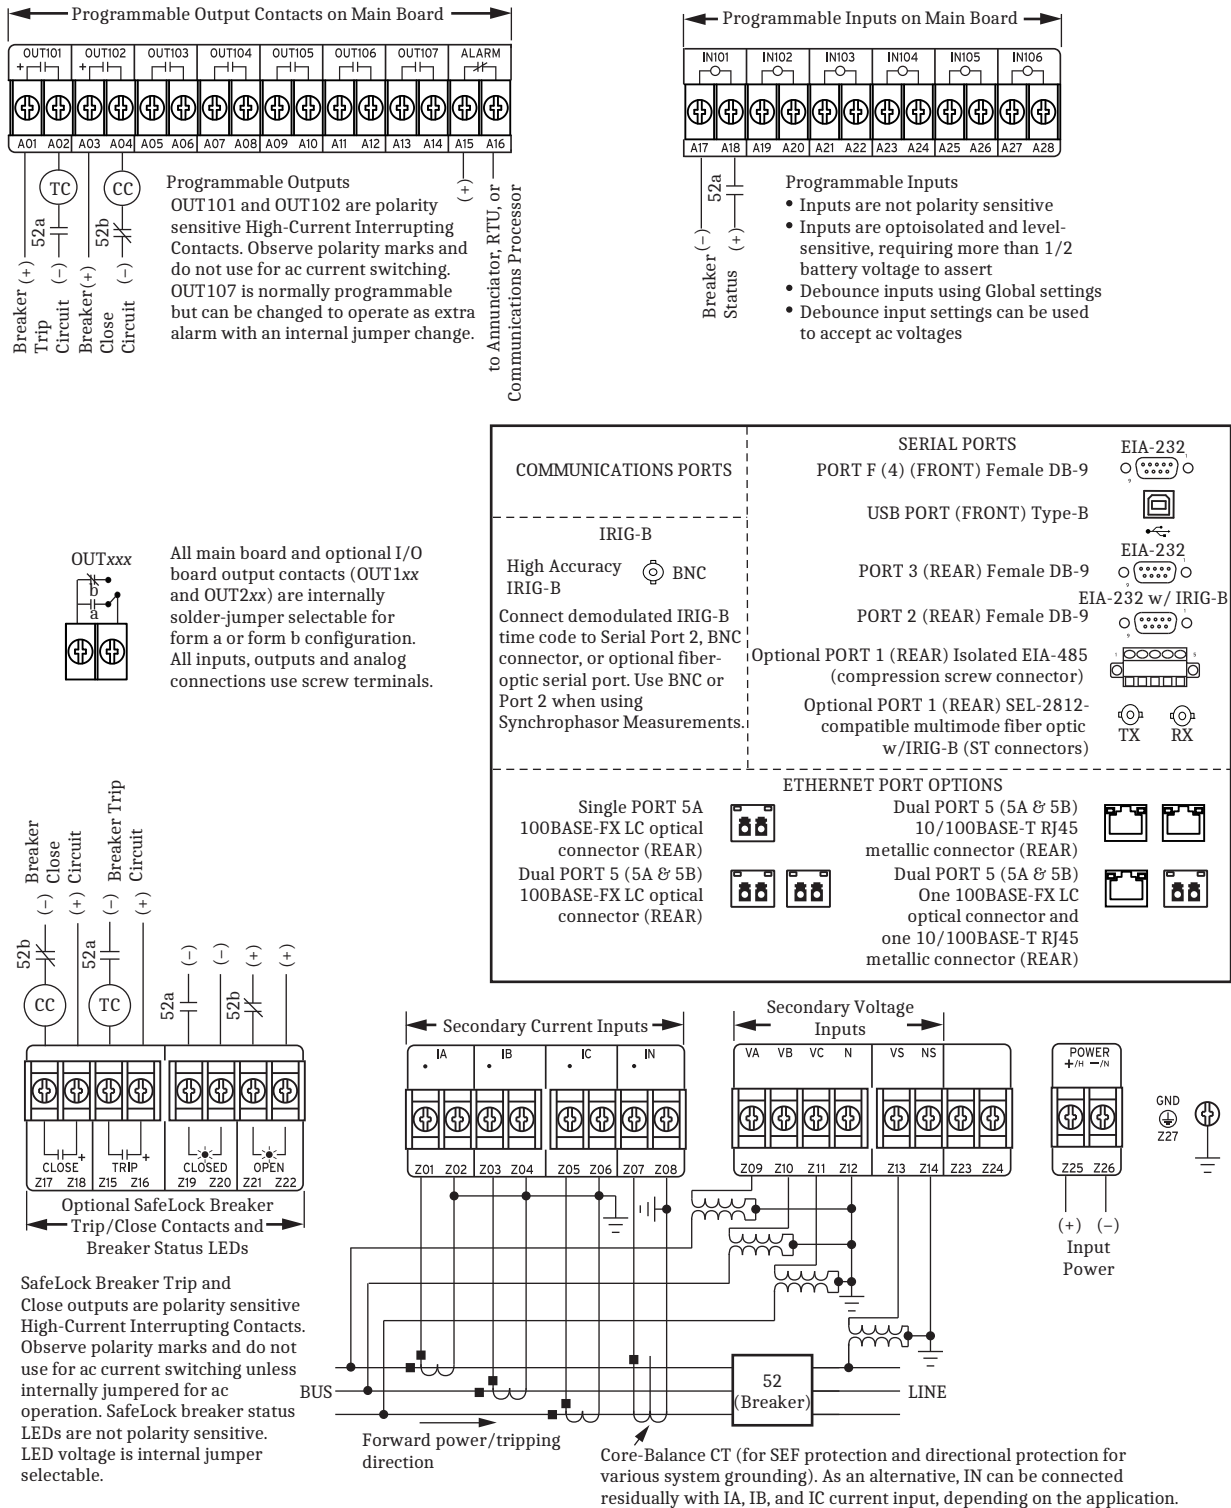 Programmable Output Contacts on Main Board
OUT101 OUT102 OUT103 OUT104 OUT105 OUT106 OUT107 ALARM
+ +
A01 A02 A03 A04 A05 A06 A07 A08 A09 A10 A11 A12 A13 A14 A15 A16
TC CC
52a 52b
Breaker (+)
Trip
Circuit (−)
Breaker (+)
Close
Circuit (−)
(+)
to Annunciator, RTU, or
Communications Processor
Programmable Outputs
OUT101 and OUT102 are polarity
sensitive High-Current Interrupting
Contacts. Observe polarity marks and
do not use for ac current switching.
OUT107 is normally programmable
but can be changed to operate as extra
alarm with an internal jumper change.
Programmable Inputs on Main Board
IN101 IN102 IN103 IN104 IN105 IN106
A17 A18 A19 A20 A21 A22 A23 A24 A25 A26 A27 A28
52a
Breaker (−)
Status (+)
Programmable Inputs
• Inputs are not polarity sensitive
• Inputs are optoisolated and level-
sensitive, requiring more than 1/2
battery voltage to assert
• Debounce inputs using Global settings
• Debounce input settings can be used
to accept ac voltages
OUTxxx
b
a
All main board and optional I/O
board output contacts (OUT1xx
and OUT2xx) are internally
solder-jumper selectable for
form a or form b configuration.
All inputs, outputs and analog
connections use screw terminals.
COMMUNICATIONS PORTS
IRIG-B
High Accuracy
IRIG-B
BNC
Connect demodulated IRIG-B
time code to Serial Port 2, BNC
connector, or optional fiber-
optic serial port. Use BNC or
Port 2 when using
Synchrophasor Measurements.
SERIAL PORTS
PORT F (4) (FRONT) Female DB-9
EIA-232
USB PORT (FRONT) Type-B
PORT 3 (REAR) Female DB-9
EIA-232
PORT 2 (REAR) Female DB-9
EIA-232 w/ IRIG-B
Optional PORT 1 (REAR) Isolated EIA-485
(compression screw connector)
Optional PORT 1 (REAR) SEL-2812-
compatible multimode fiber optic
w/IRIG-B (ST connectors)
TX RX
ETHERNET PORT OPTIONS
Single PORT 5A
100BASE-FX LC optical
connector (REAR)
Dual PORT 5 (5A & 5B)
100BASE-FX LC optical
connector (REAR)
Dual PORT 5 (5A & 5B)
10/100BASE-T RJ45
metallic connector (REAR)
Dual PORT 5 (5A & 5B)
One 100BASE-FX LC
optical connector and
one 10/100BASE-T RJ45
metallic connector (REAR)
(−) Breaker
Close
(+) Circuit
(−) Breaker Trip
(+) Circuit
52b 52a
CC TC
52a (−) (−) 52b (+) (+)
CLOSE + TRIP + CLOSED OPEN
Z17 Z18 Z15 Z16 Z19 Z20 Z21 Z22
Optional SafeLock Breaker
Trip/Close Contacts and
Breaker Status LEDs
SafeLock Breaker Trip and
Close outputs are polarity sensitive
High-Current Interrupting Contacts.
Observe polarity marks and do not
use for ac current switching unless
internally jumpered for ac
operation. SafeLock breaker status
LEDs are not polarity sensitive.
LED voltage is internal jumper
selectable.
Secondary Current Inputs
IA IB IC IN
Z01 Z02 Z03 Z04 Z05 Z06 Z07 Z08
Secondary Voltage
Inputs
VA VB VC N VS NS
Z09 Z10 Z11 Z12 Z13 Z14 Z23 Z24
POWER
+/H −/N
Z25 Z26
(+) (−)
Input
Power
GND
Z27
BUS
52
(Breaker)
LINE
Forward power/tripping
direction
Core-Balance CT (for SEF protection and directional protection for
various system grounding). As an alternative, IN can be connected
residually with IA, IB, and IC current input, depending on the application.